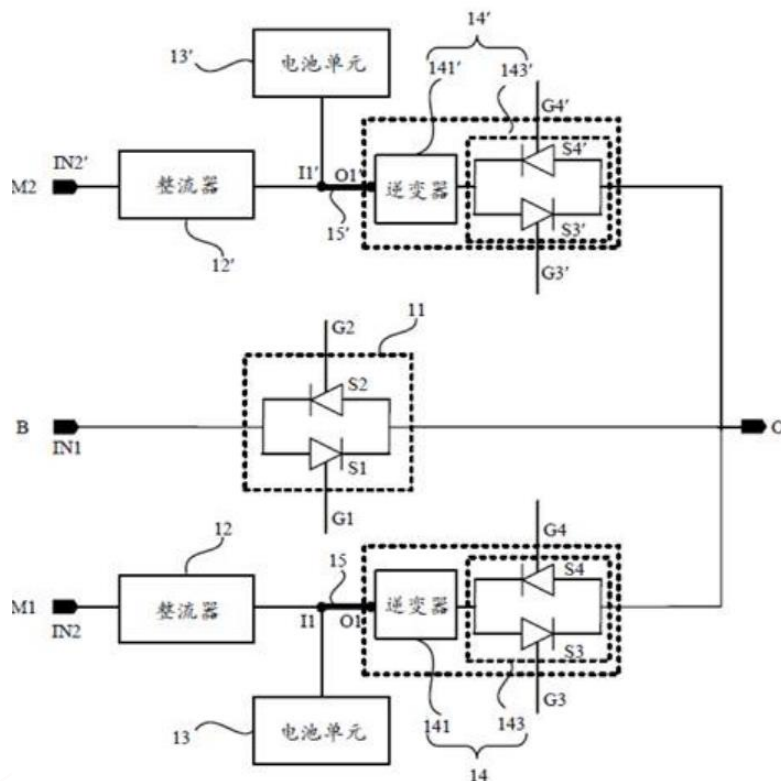 14′
13′
电池单元
141′
143′
G4′
IN2′
I1′
O1′
S4′
M2
整流器
逆变器
15′
S3′
12′
G3′
11
G2
S2
B
IN1
S1
G1
12
G4
15
S4
M1
整流器
逆变器
IN2
I1
O1
S3
G3
13
电池单元
141
143
14